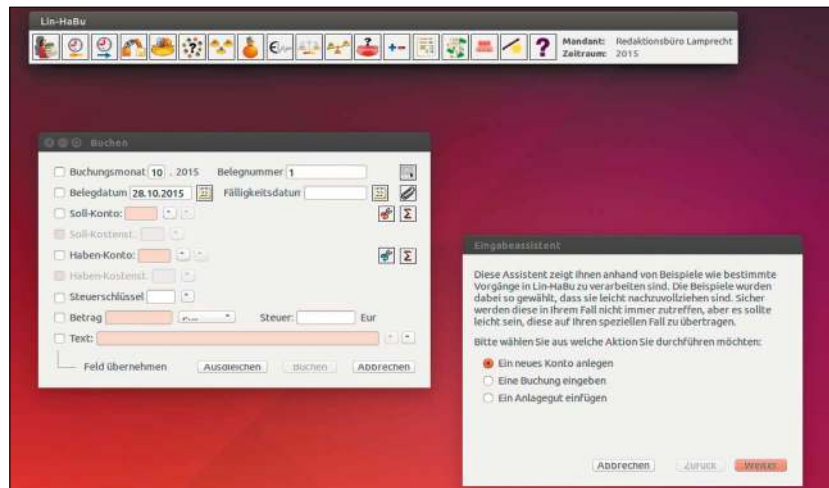 Lin-HaBu
Mandant: Redaktionsbüro Lamprecht
Zeitraum: 2015
Buchen
Buchungsmonat 10 . 2015 Belegnummer 1
Belegdatum 28.10.2015 Fälligkeitsdatun
Soll-Konto:
Soll-Kostenst.
Haben-Konto:
Haben-Kostenst.
Steuerschlüssel
Betrag Steuer: Eur
Text:
Feld übernehmen Ausgleichen Buchen Abbrechen
Eingabeassistent
Diese Assistent zeigt Ihnen anhand von Beispiele wie bestimmte
Vorgänge in Lin-HaBu zu verarbeiten sind. Die Beispiele wurden
dabei so gewählt, dass sie leicht nachzuvollziehen sind. Sicher
werden diese in Ihrem Fall nicht immer zutreffen, aber es sollte
leicht sein, diese auf Ihren speziellen Fall zu übertragen.
Bitte wählen Sie aus welche Aktion Sie durchführen möchten:
Ein neues Konto anlegen
Eine Buchung eingeben
Ein Anlagegut einfügen
Abbrechen Zurück Weiter